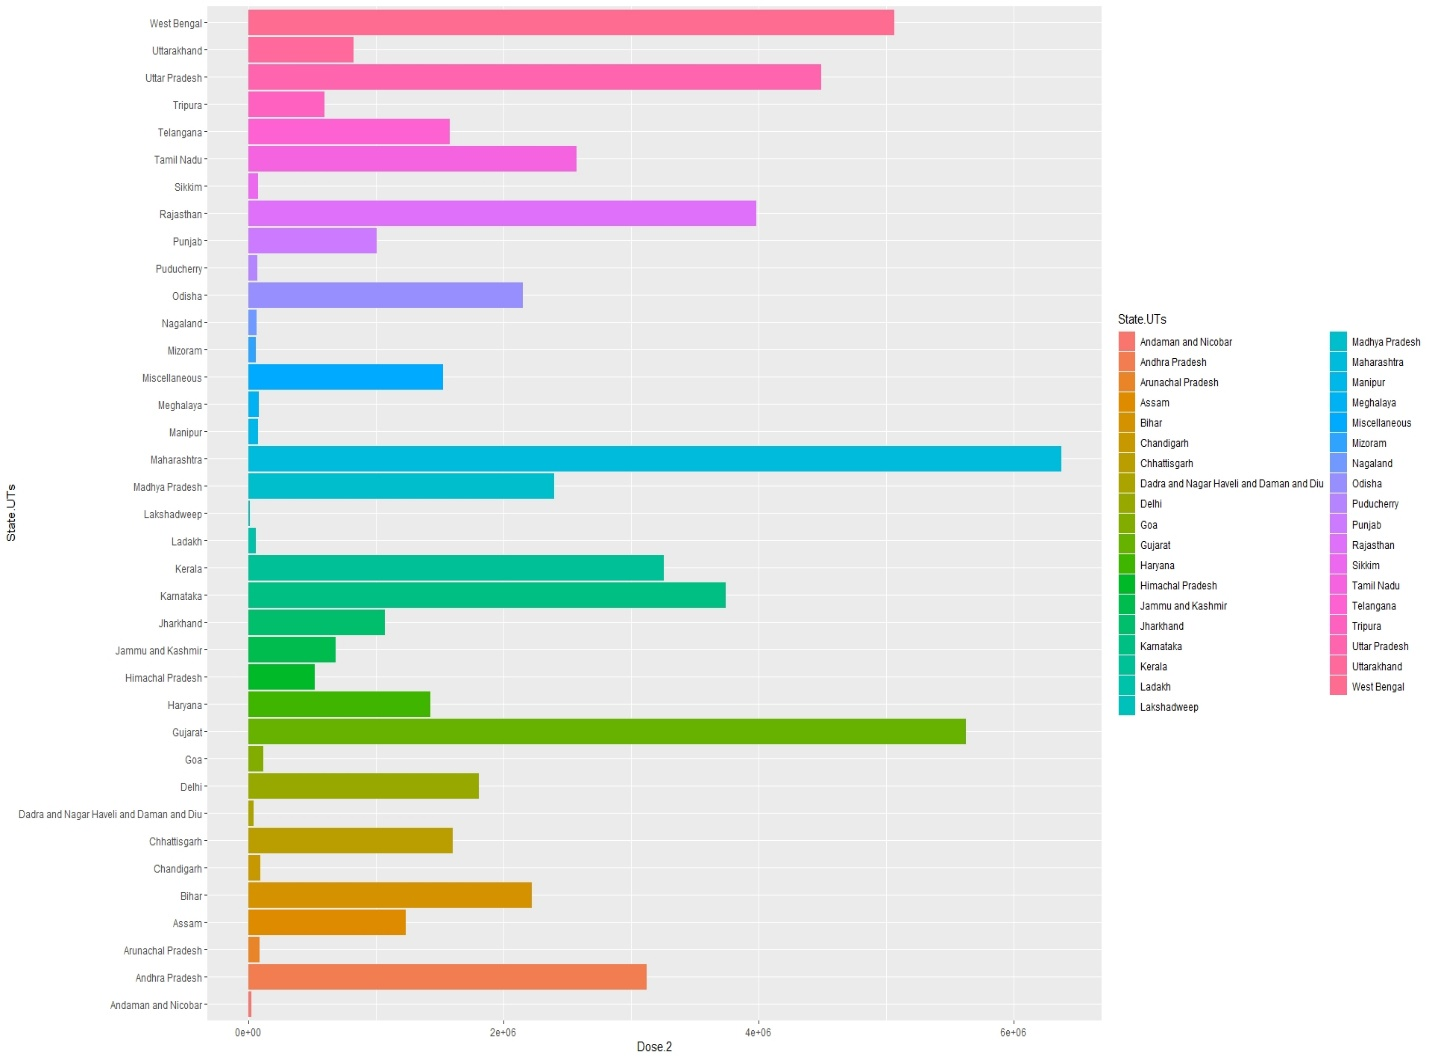 West Bengal
Uttarakhand
Uttar Pradesh
Tripura
Telangana
Tamil Nadu
Sikkim
Rajasthan
Punjab
Puducherry
Odisha
Nagaland
Mizoram
Miscellaneous
Meghalaya
Manipur
Maharashtra
Madhya Pradesh
Lakshadweep
Ladakh
Kerala
Karnataka
Jharkhand
Jammu and Kashmir
Himachal Pradesh
Haryana
Gujarat
Goa
Delhi
Dadra and Nagar Haveli and Daman and Diu
Chhattisgarh
Chandigarh
Bihar
Assam
Arunachal Pradesh
Andhra Pradesh
Andaman and Nicobar
State.UTs
0e+00
2e+06
4e+06
6e+06
Dose.2
State.UTs
Andaman and Nicobar
Andhra Pradesh
Arunachal Pradesh
Assam
Bihar
Chandigarh
Chhattisgarh
Dadra and Nagar Haveli and Daman and Diu
Delhi
Goa
Gujarat
Haryana
Himachal Pradesh
Jammu and Kashmir
Jharkhand
Karnataka
Kerala
Ladakh
Lakshadweep
Madhya Pradesh
Maharashtra
Manipur
Meghalaya
Miscellaneous
Mizoram
Nagaland
Odisha
Puducherry
Punjab
Rajasthan
Sikkim
Tamil Nadu
Telangana
Tripura
Uttar Pradesh
Uttarakhand
West Bengal